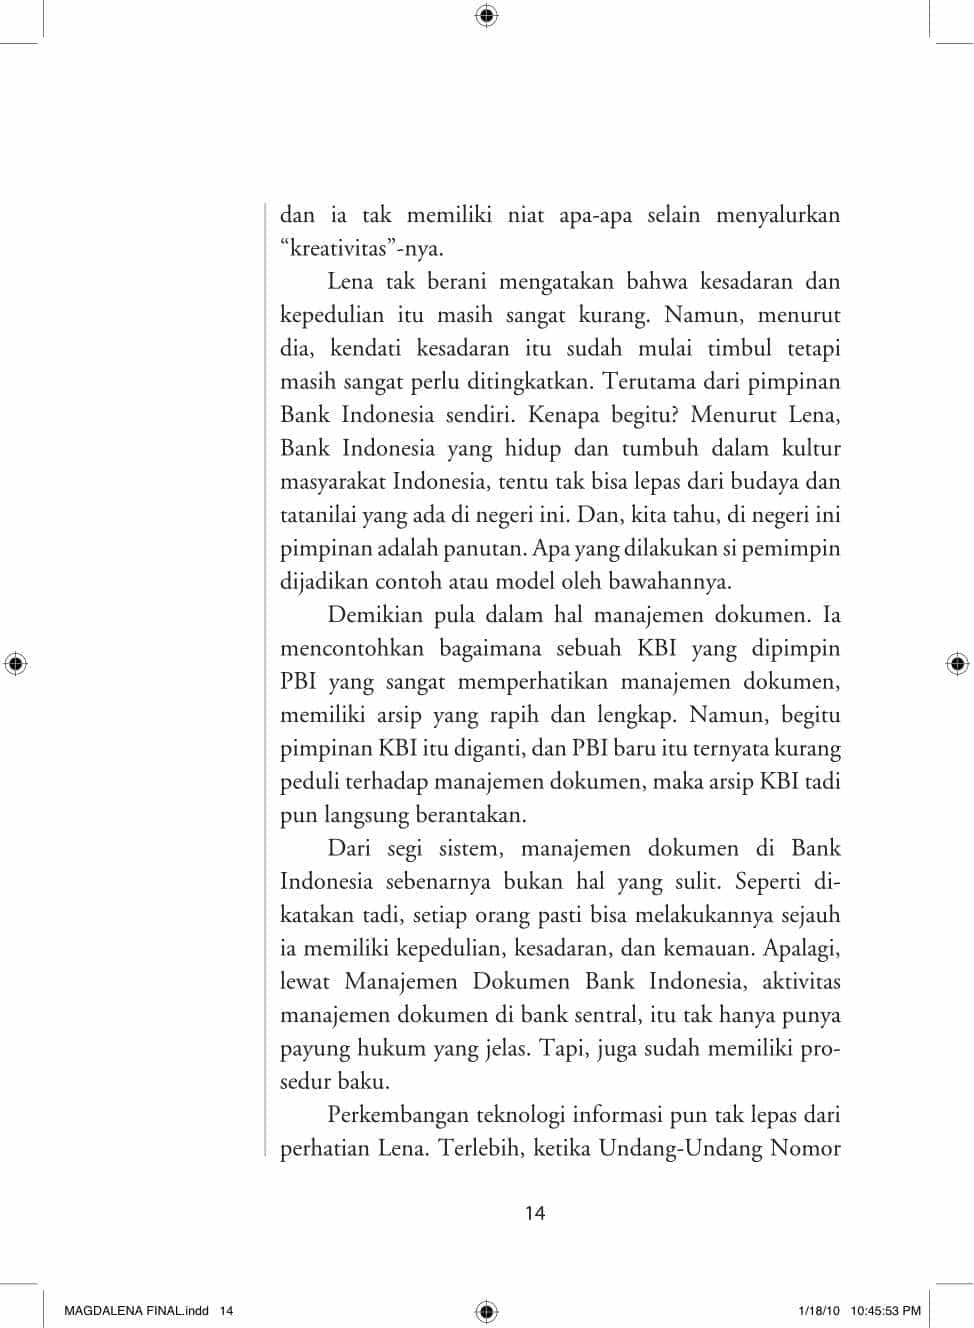 dan ia tak memiliki niat apa-apa selain menyalurkan
“kreativitas”-nya.
Lena tak berani mengatakan bahwa kesadaran dan
kepedulian itu masih sangat kurang. Namun, menurut
dia, kendati kesadaran itu sudah mulai timbul tetapi
masih sangat perlu ditingkatkan. Terutama dari pimpinan
Bank Indonesia sendiri. Kenapa begitu? Menurut Lena,
Bank Indonesia yang hidup dan tumbuh dalam kultur
masyarakat Indonesia, tentu tak bisa lepas dari budaya dan
tatanilai yang ada di negeri ini. Dan, kita tahu, di negeri ini
pimpinan adalah panutan. Apa yang dilakukan si pemimpin
dijadikan contoh atau model oleh bawahannya.
Demikian pula dalam hal manajemen dokumen. Ia
mencontohkan bagaimana sebuah KBI yang dipimpin
PBI yang sangat memperhatikan manajemen dokumen,
memiliki arsip yang rapih dan lengkap. Namun, begitu
pimpinan KBI itu diganti, dan PBI baru itu ternyata kurang
peduli terhadap manajemen dokumen, maka arsip KBI tadi
pun langsung berantakan.
Dari segi sistem, manajemen dokumen di Bank
Indonesia sebenarnya bukan hal yang sulit. Seperti di-
katakan tadi, setiap orang pasti bisa melakukannya sejauh
ia memiliki kepedulian, kesadaran, dan kemauan. Apalagi,
lewat Manajemen Dokumen Bank Indonesia, aktivitas
manajemen dokumen di bank sentral, itu tak hanya punya
payung hukum yang jelas. Tapi, juga sudah memiliki pro-
sedur baku.
Perkembangan teknologi informasi pun tak lepas dari
perhatian Lena. Terlebih, ketika Undang-Undang Nomor
14
MAGDALENA FINAL.indd 14
1/18/10 10:45:53 PM